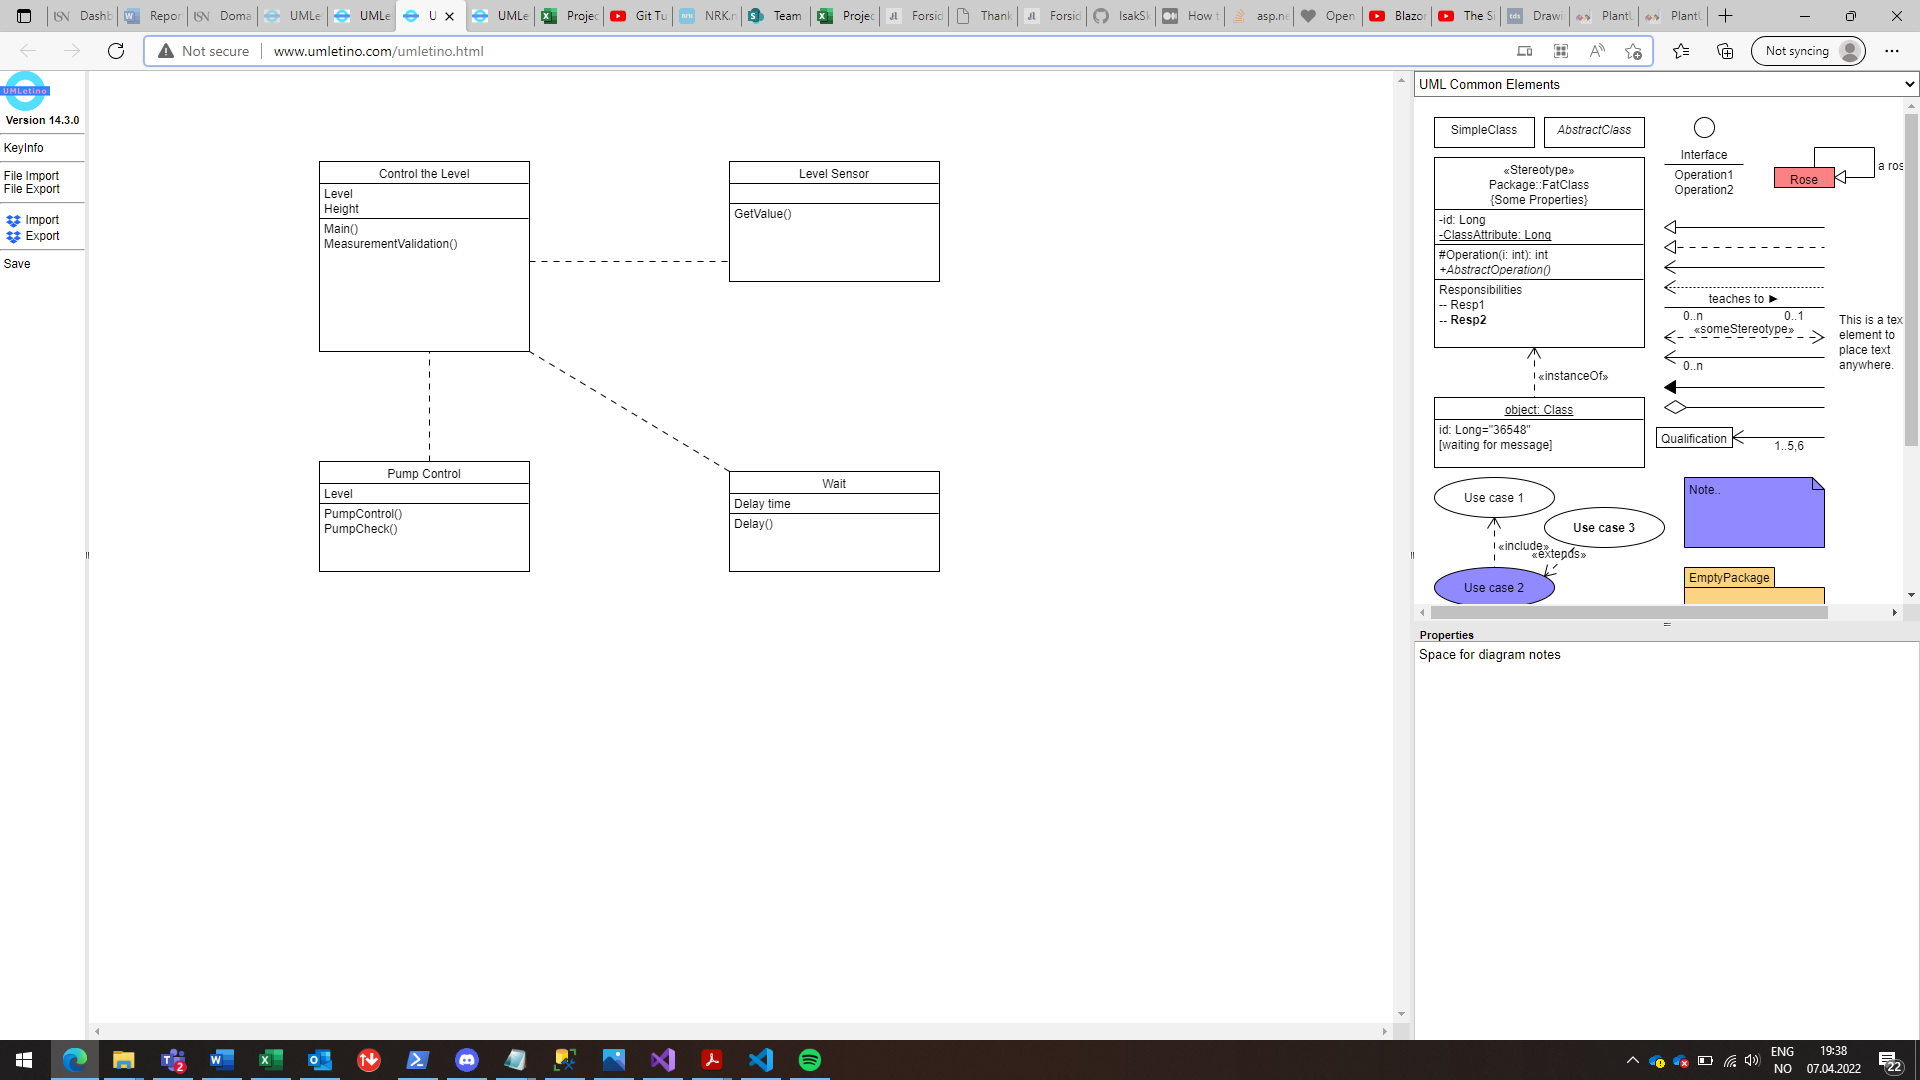 Dashb
Repor
Doma
UMLe
UMLe
U
UMLe
Projec
Git Tu
NRK.n
Team
Projec
Forsid
Thank
Forsid
IsakSk
How t
asp.ne
Open
Blazor
The Si
Drawi
PlantU
PlantU
Not secure
www.umletino.com/umletino.html
Not syncing
UMLetino
Version 14.3.0
KeyInfo
File Import
File Export
Import
Export
Save
Control the Level
Level
Height
Main()
MeasurementValidation()
Level Sensor
GetValue()
Pump Control
Level
PumpControl()
PumpCheck()
Wait
Delay time
Delay()
UML Common Elements
SimpleClass
AbstractClass
«Stereotype»
Package::FatClass
{Some Properties}
-id: Long
-ClassAttribute: Long
#Operation(i: int): int
+AbstractOperation()
Responsibilities
-- Resp1
-- Resp2
Interface
Operation1
Operation2
Rose
a ros
teaches to ►
0..n
0..1
«someStereotype»
0..n
This is a tex
element to
place text
anywhere.
«instanceOf»
object: Class
id: Long="36548"
[waiting for message]
Qualification
1..5,6
Use case 1
Use case 3
«include»
«extends»
Use case 2
Note..
EmptyPackage
Properties
Space for diagram notes
2
ENG
NO
19:38
07.04.2022
22